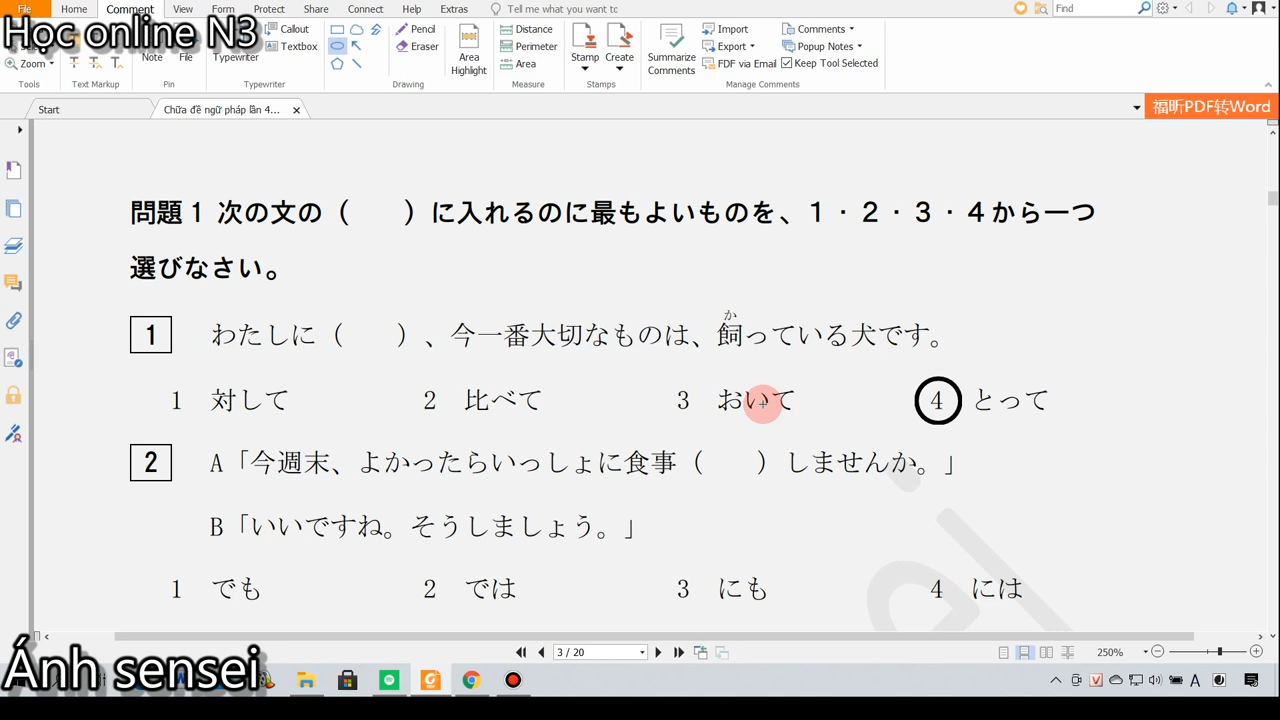 File Home Comment View Form Protect Share Connect Help Extras Tell me what you want to Find
Học online N3
Callout Pencil Distance Import Comments
Textbox Eraser Perimeter Export Popup Notes
Zoom Note File Typewriter Area Highlight Area Stamp Create Summarize Comments FDF via Email Keep Tool Selected
Tools Text Markup Pin Typewriter Drawing Measure Stamps Manage Comments
Start Chữa đề ngữ pháp lần 4... 福昕PDF转Word
問題1 次の文の（　　）に入れるのに最もよいものを、1・2・3・4から一つ
選びなさい。
か
1 わたしに（　　）、今一番大切なものは、飼っている犬です。
1 対して 2 比べて 3 おいて 4 とって
2 A「今週末、よかったらいっしょに食事（　　）しませんか。」
B「いいですね。そうしましょう。」
1 でも 2 では 3 にも 4 には
3 / 20 250%
Ánh sensei